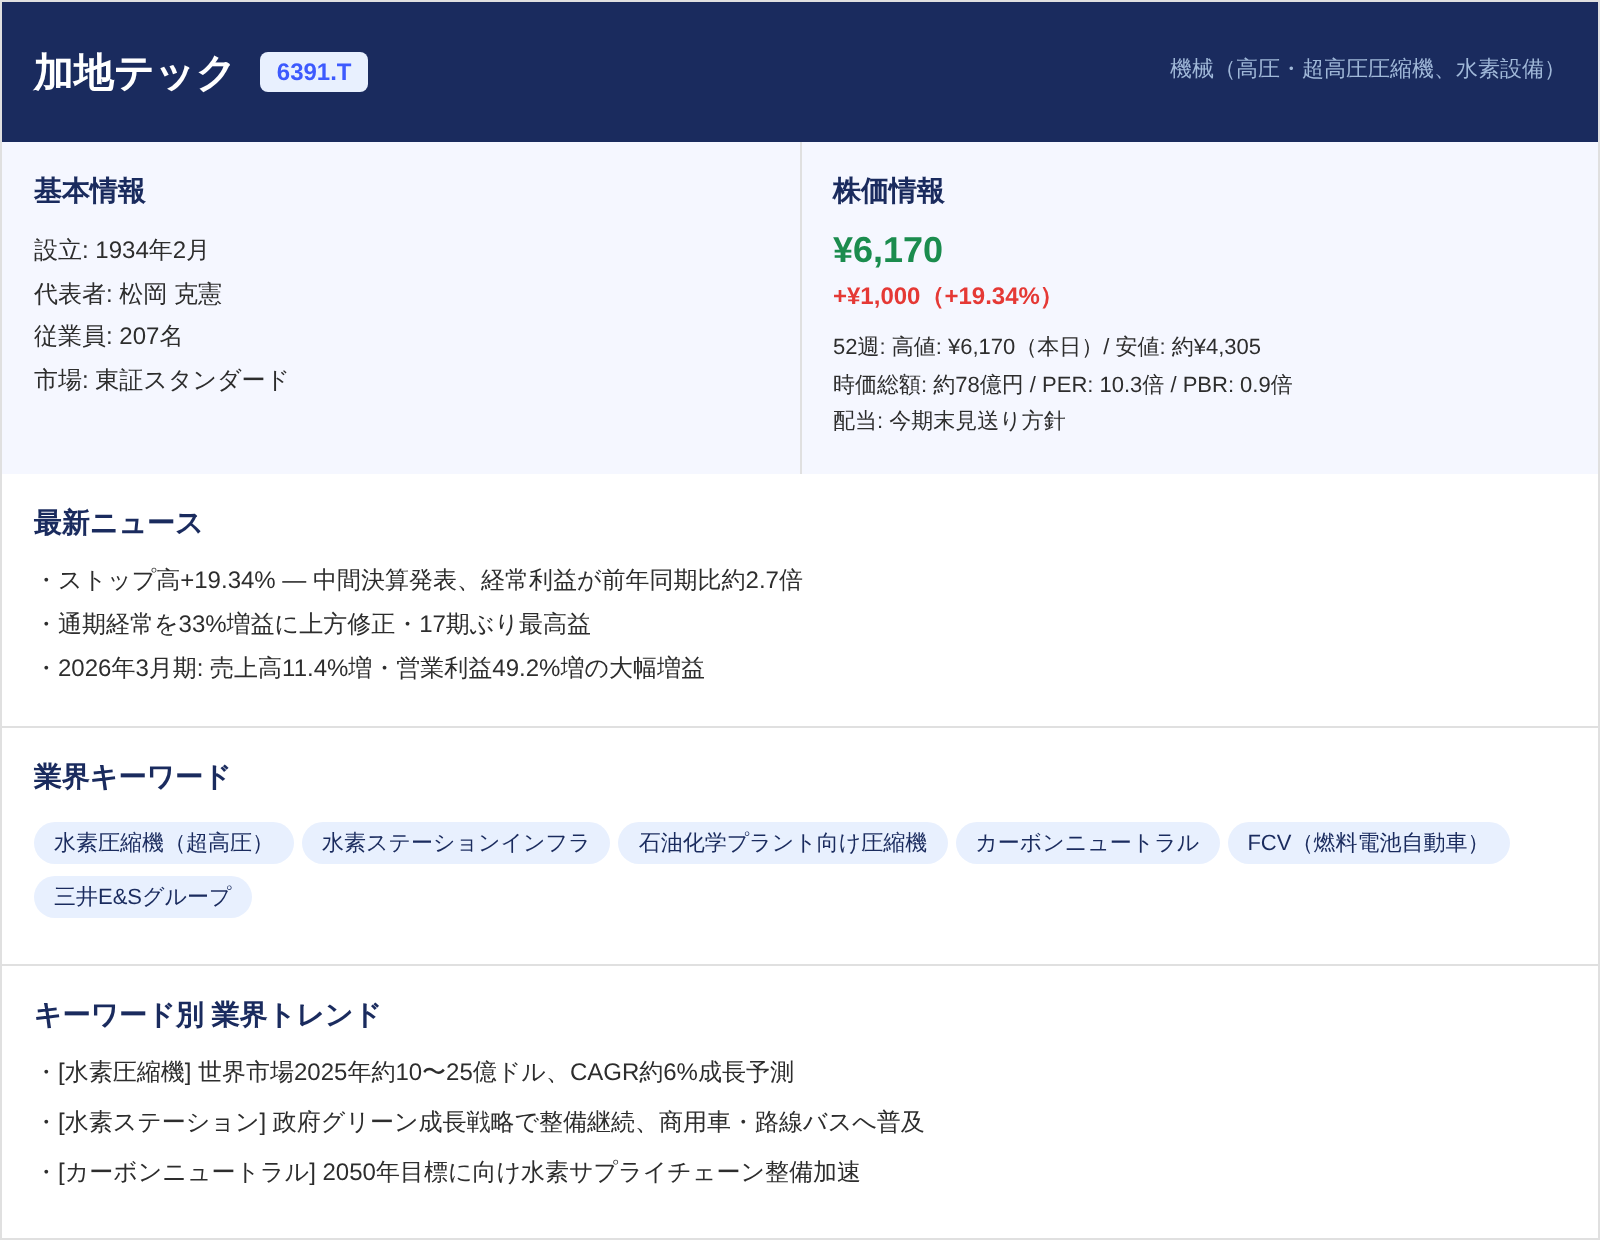 加地テック 6391.T
機械（高圧・超高圧圧縮機、水素設備）
基本情報
設立: 1934年2月
代表者: 松岡 克憲
従業員: 207名
市場: 東証スタンダード
株価情報
¥6,170
+¥1,000（+19.34%）
52週: 高値: ¥6,170（本日）/ 安値: 約¥4,305
時価総額: 約78億円 / PER: 10.3倍 / PBR: 0.9倍
配当: 今期末見送り方針
最新ニュース
・ストップ高+19.34% — 中間決算発表、経常利益が前年同期比約2.7倍
・通期経常を33%増益に上方修正・17期ぶり最高益
・2026年3月期: 売上高11.4%増・営業利益49.2%増の大幅増益
業界キーワード
水素圧縮機（超高圧） 水素ステーションインフラ 石油化学プラント向け圧縮機 カーボンニュートラル FCV（燃料電池自動車）
三井E&Sグループ
キーワード別 業界トレンド
・[水素圧縮機] 世界市場2025年約10〜25億ドル、CAGR約6%成長予測
・[水素ステーション] 政府グリーン成長戦略で整備継続、商用車・路線バスへ普及
・[カーボンニュートラル] 2050年目標に向け水素サプライチェーン整備加速